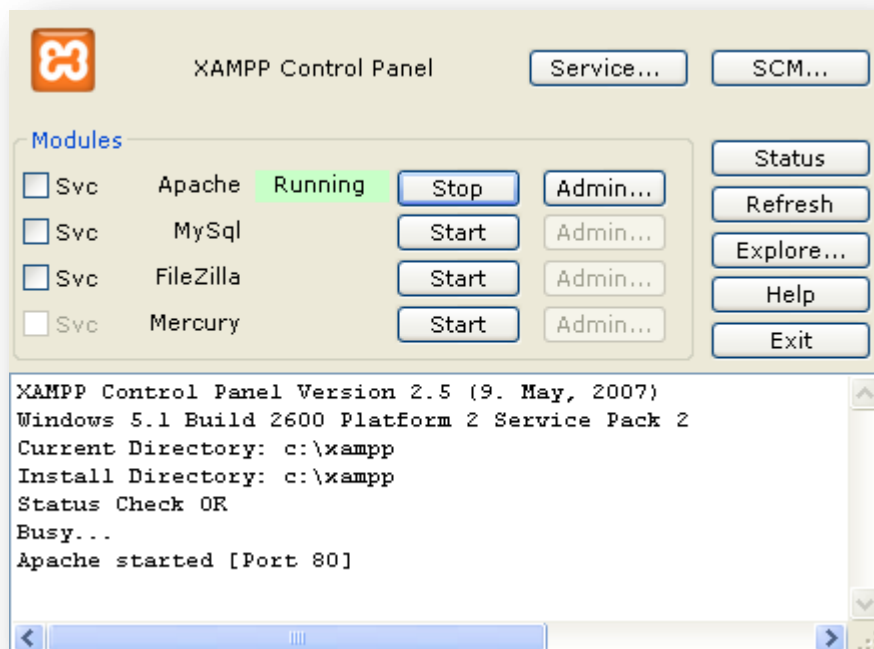 XAMPP Control Panel Service... SCM...
Modules
Status
Svc Apache Running Stop Admin...
Refresh
Svc MySql Start Admin...
Explore...
Svc FileZilla Start Admin...
Help
Svc Mercury Start Admin...
Exit
XAMPP Control Panel Version 2.5 (9. May, 2007)
Windows 5.1 Build 2600 Platform 2 Service Pack 2
Current Directory: c:\xampp
Install Directory: c:\xampp
Status Check OK
Busy...
Apache started [Port 80]